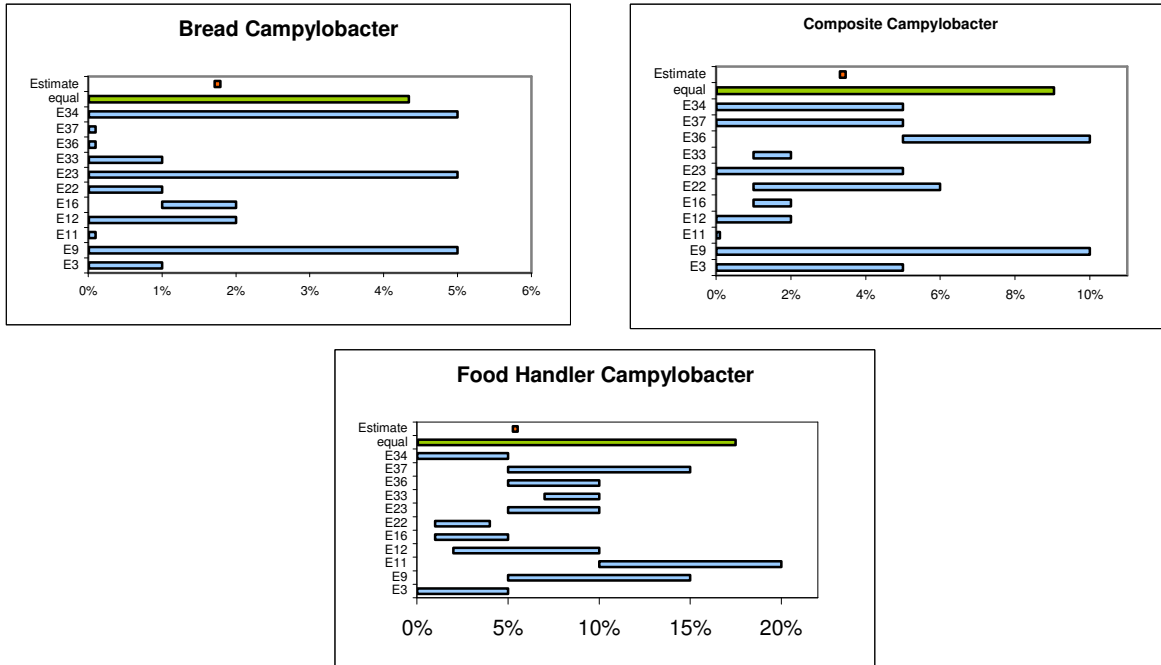 Bread Campylobacter
Estimate
equal
E34
E37
E36
E33
E23
E22
E16
E12
E11
E9
E3
0% 1% 2% 3% 4% 5% 6%
Composite Campylobacter
Estimate
equal
E34
E37
E36
E33
E23
E22
E16
E12
E11
E9
E3
0% 2% 4% 6% 8% 10%
Food Handler Campylobacter
Estimate
equal
E34
E37
E36
E33
E23
E22
E16
E12
E11
E9
E3
0% 5% 10% 15% 20%